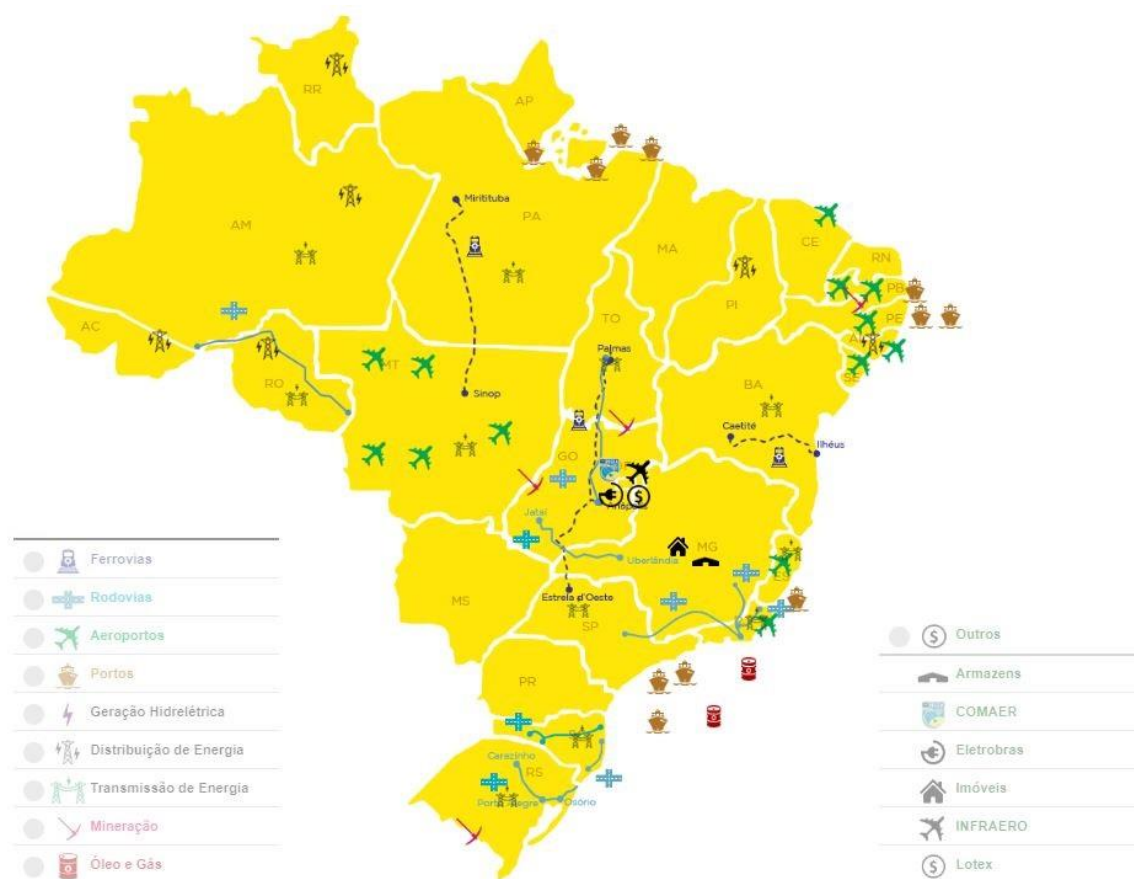 RR
AP
Miritituba
AM
PA
CE
MA
RN
PB
PI
PE
AC
TO
Palmas
MT
RO
SE
Sinop
BA
Caetité
Ilhéus
GO
Anápolis
Jataí
Uberlândia
MG
ES
Estrela d'Oeste
MS
SP
PR
Carazinho
RS
Porto Alegre
Osório
Ferrovias
Rodovias
Aeroportos
Portos
Geração Hidrelétrica
Distribuição de Energia
Transmissão de Energia
Mineração
Óleo e Gás
Outros
Armazens
COMAER
Eletrobras
Imóveis
INFRAERO
Lotex